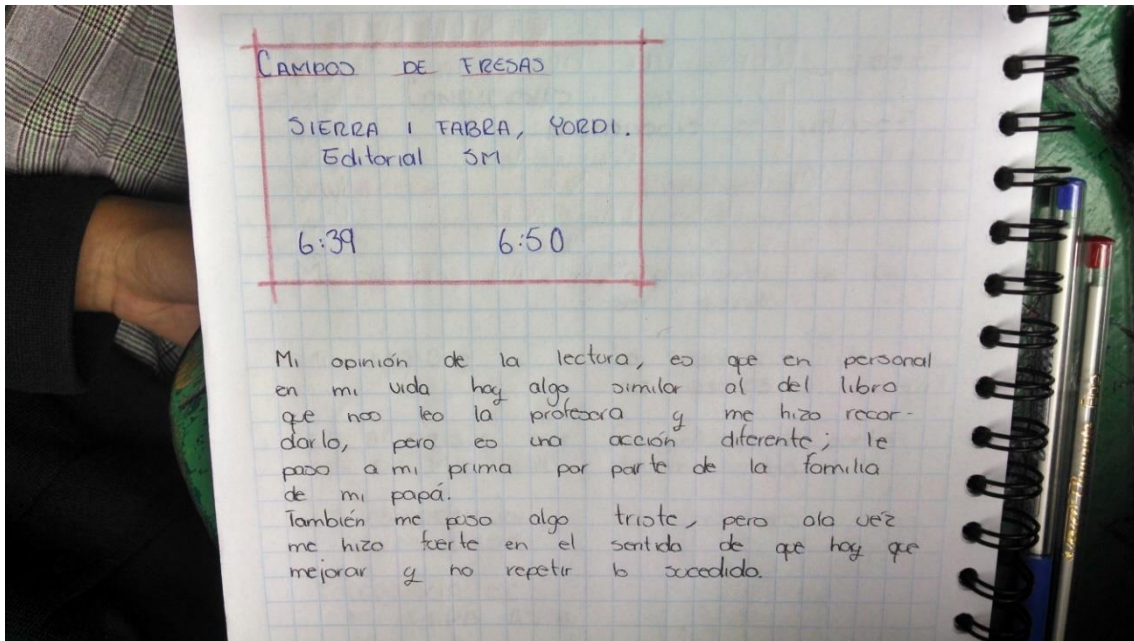 CAMPOS DE FRESAS
SIERRA I FABRA, YORDI.
Editorial SM
6:39 6:50
Mi opinión de la lectura, es que en personal
en mi vida hay algo similar al del libro
que nos leo la profesora y me hizo recor-
darlo, pero es una acción diferente; le
paso a mi prima por parte de la familia
de mi papá.
También me puso algo triste, pero ala vez
me hizo fuerte en el sentido de que hay que
mejorar y no repetir lo sucedido.